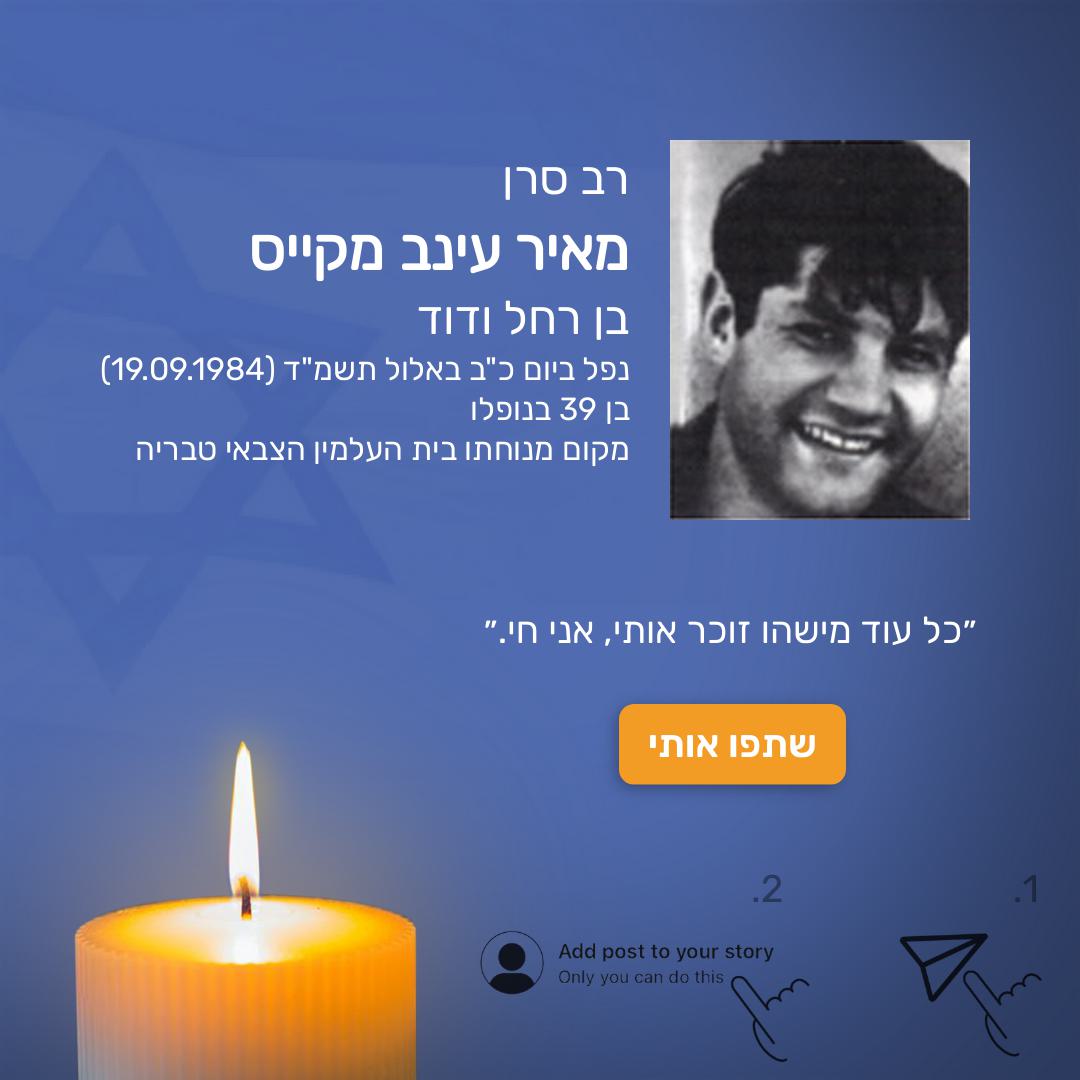 רב סרן
מאיר עינב מקייס
בן רחל ודוד
נפל ביום כ"ב באלול תשמ"ד (19.09.1984)
בן 39 בנופלו
מקום מנוחתו בית העלמין הצבאי טבריה
״כל עוד מישהו זוכר אותי, אני חי.״
שתפו אותי
1.
2.
Add post to your story
Only you can do this